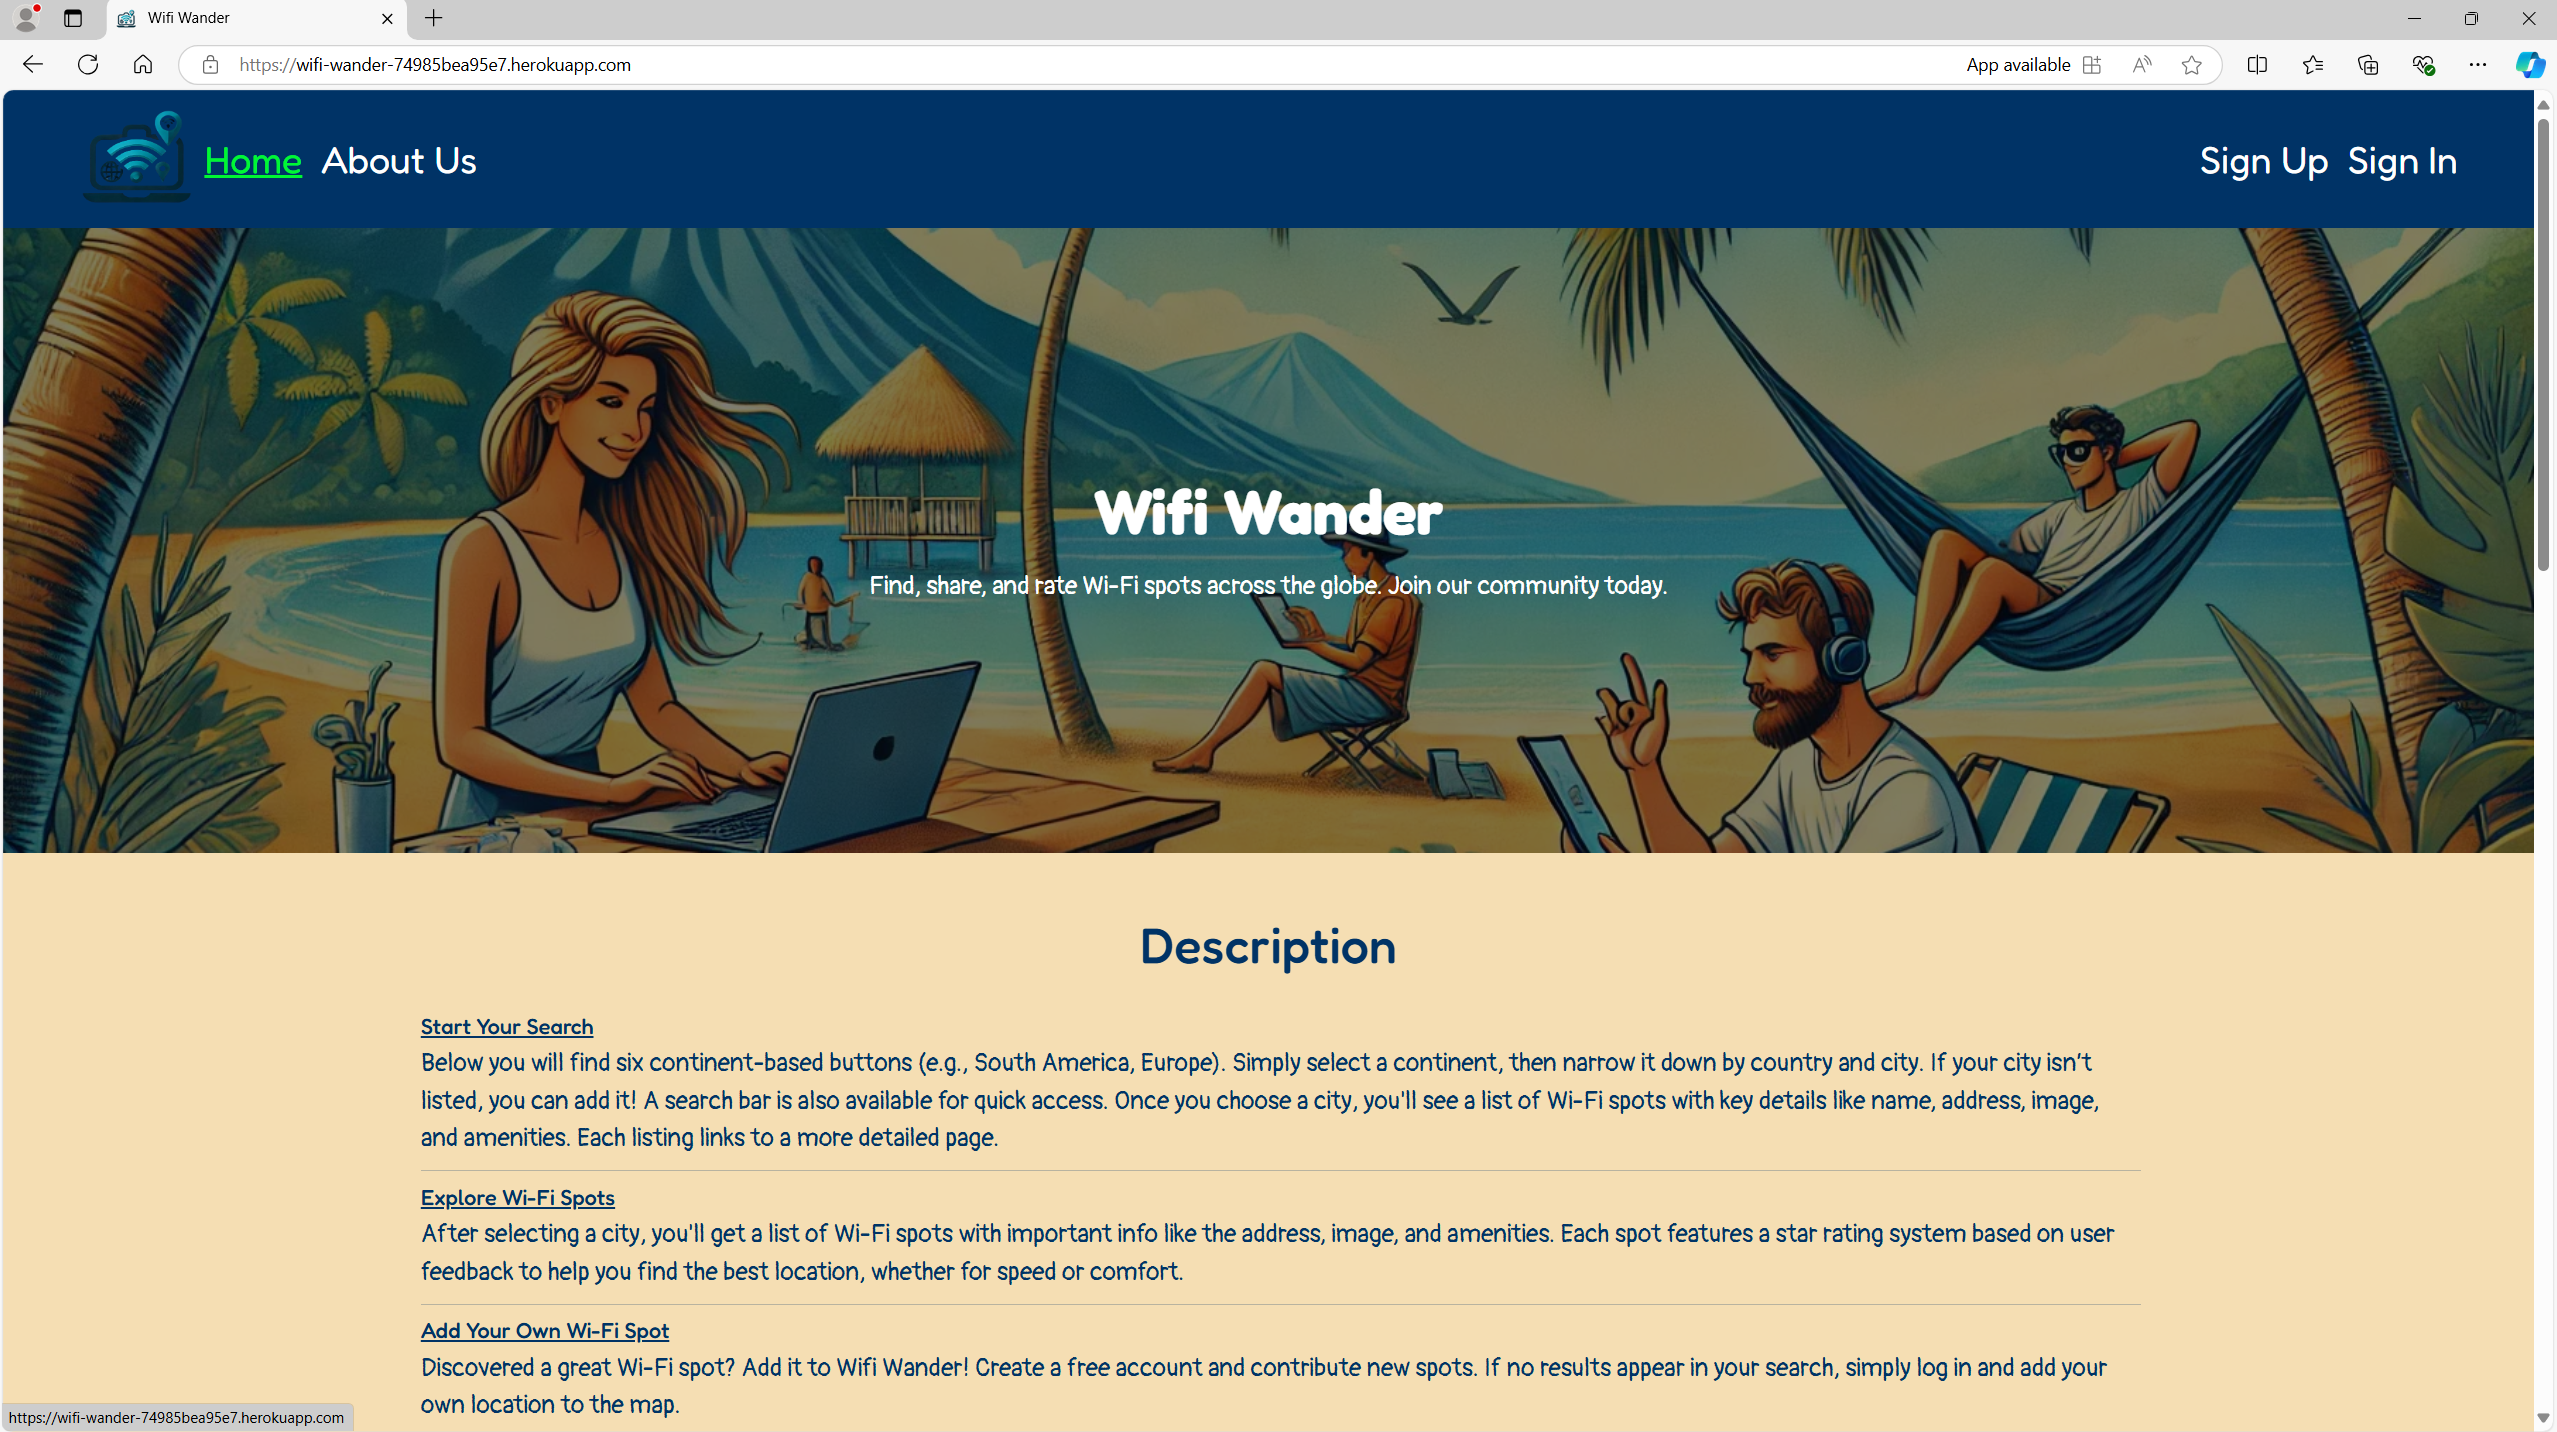 Wifi Wander
https://wifi-wander-74985bea95e7.herokuapp.com
App available
Home About Us
Sign Up Sign In
Wifi Wander
Find, share, and rate Wi-Fi spots across the globe. Join our community today.
Description
Start Your Search
Below you will find six continent-based buttons (e.g., South America, Europe). Simply select a continent, then narrow it down by country and city. If your city isn’t
listed, you can add it! A search bar is also available for quick access. Once you choose a city, you'll see a list of Wi-Fi spots with key details like name, address, image,
and amenities. Each listing links to a more detailed page.
Explore Wi-Fi Spots
After selecting a city, you'll get a list of Wi-Fi spots with important info like the address, image, and amenities. Each spot features a star rating system based on user
feedback to help you find the best location, whether for speed or comfort.
Add Your Own Wi-Fi Spot
Discovered a great Wi-Fi spot? Add it to Wifi Wander! Create a free account and contribute new spots. If no results appear in your search, simply log in and add your
own location to the map.
https://wifi-wander-74985bea95e7.herokuapp.com